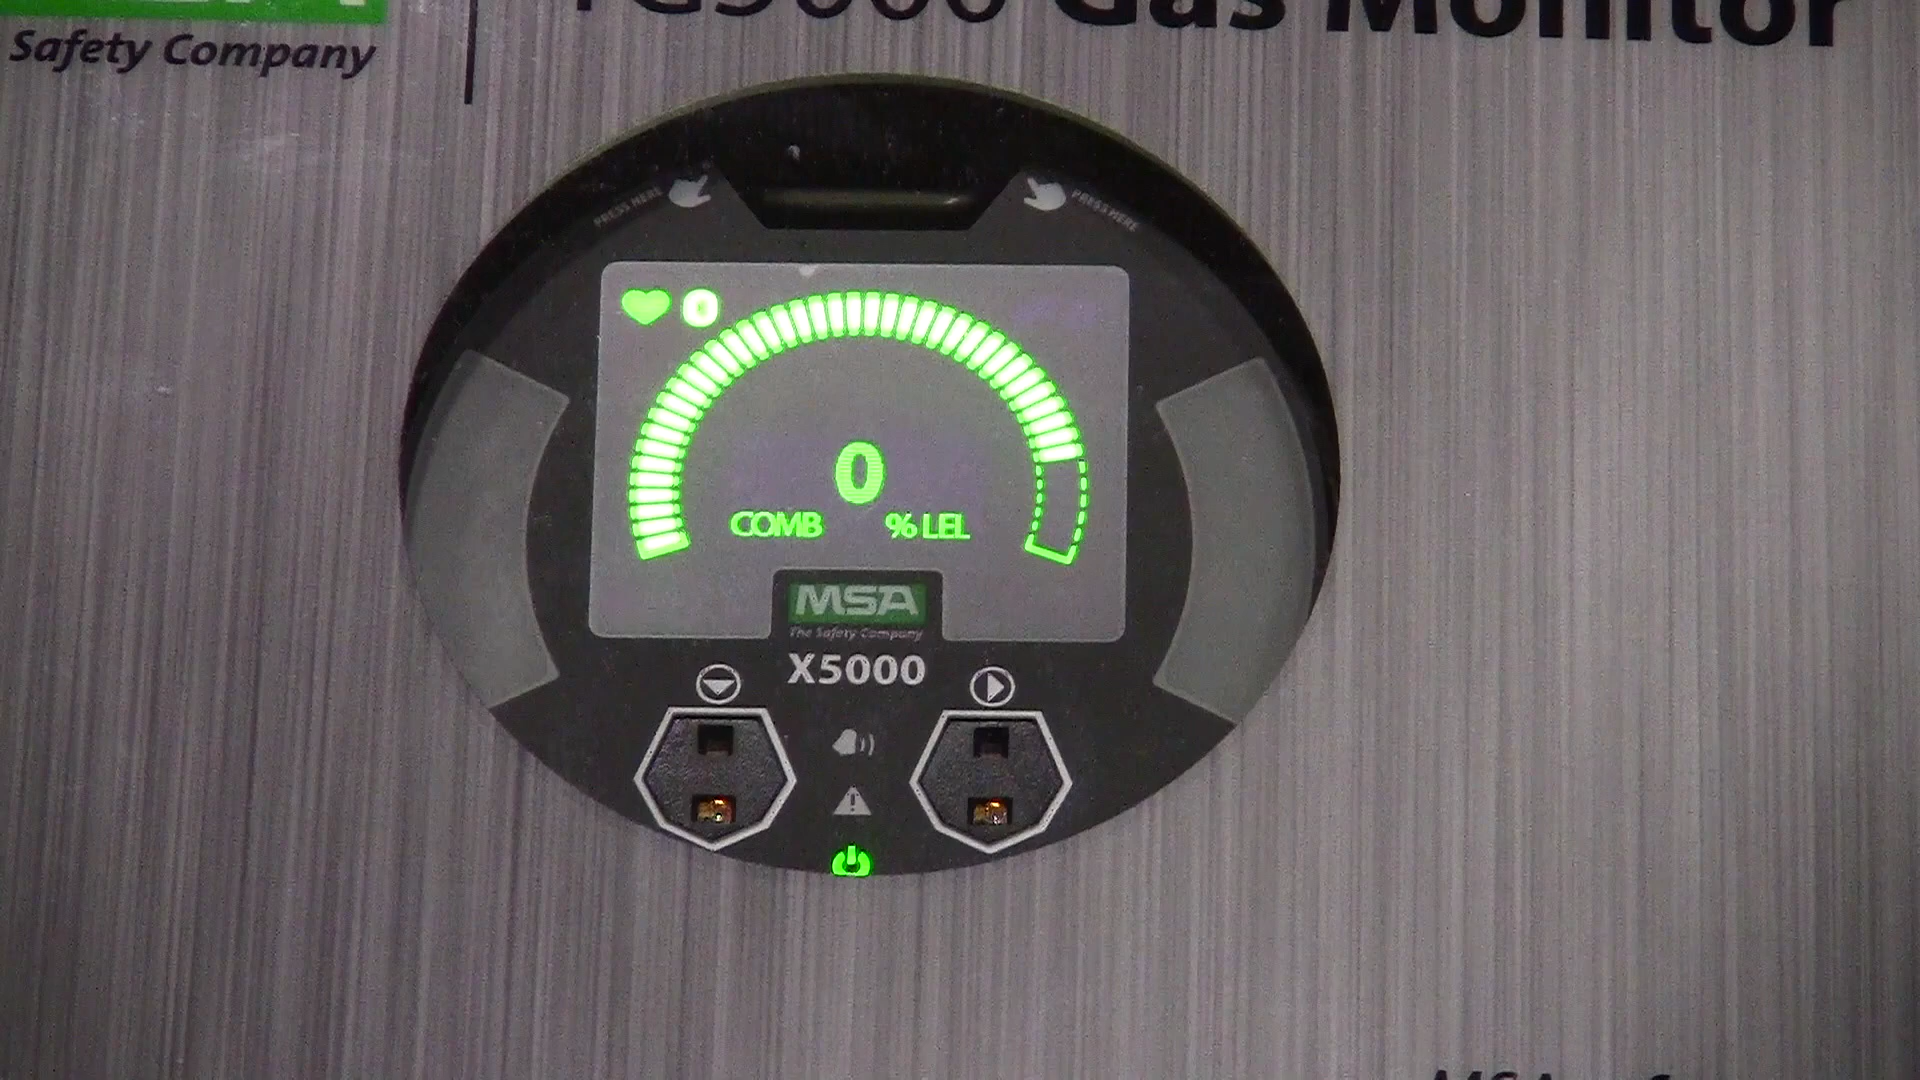 Safety Company
Gas Monitor
PRESS HERE
PRESS HERE
0
0
COMB % LEL
MSA
The Safety Company
X5000